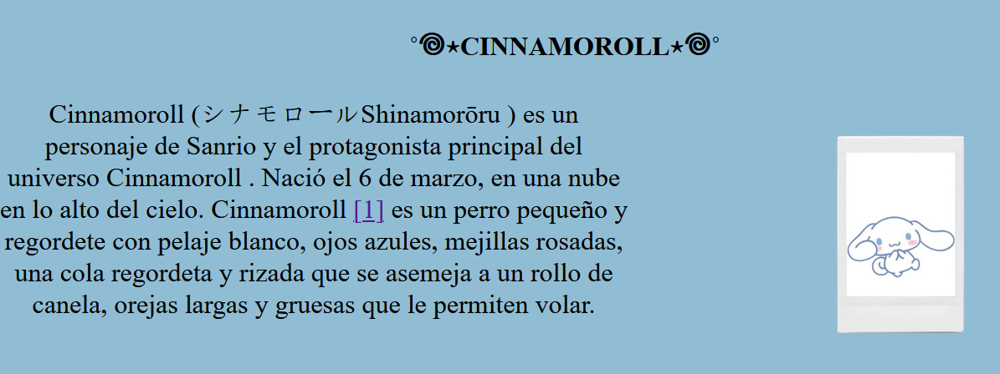 °꩜⋆CINNAMOROLL⋆꩜°
Cinnamoroll (シナモロールShinamorōru ) es un
personaje de Sanrio y el protagonista principal del
universo Cinnamoroll . Nació el 6 de marzo, en una nube
en lo alto del cielo. Cinnamoroll [1] es un perro pequeño y
regordete con pelaje blanco, ojos azules, mejillas rosadas,
una cola regordeta y rizada que se asemeja a un rollo de
canela, orejas largas y gruesas que le permiten volar.